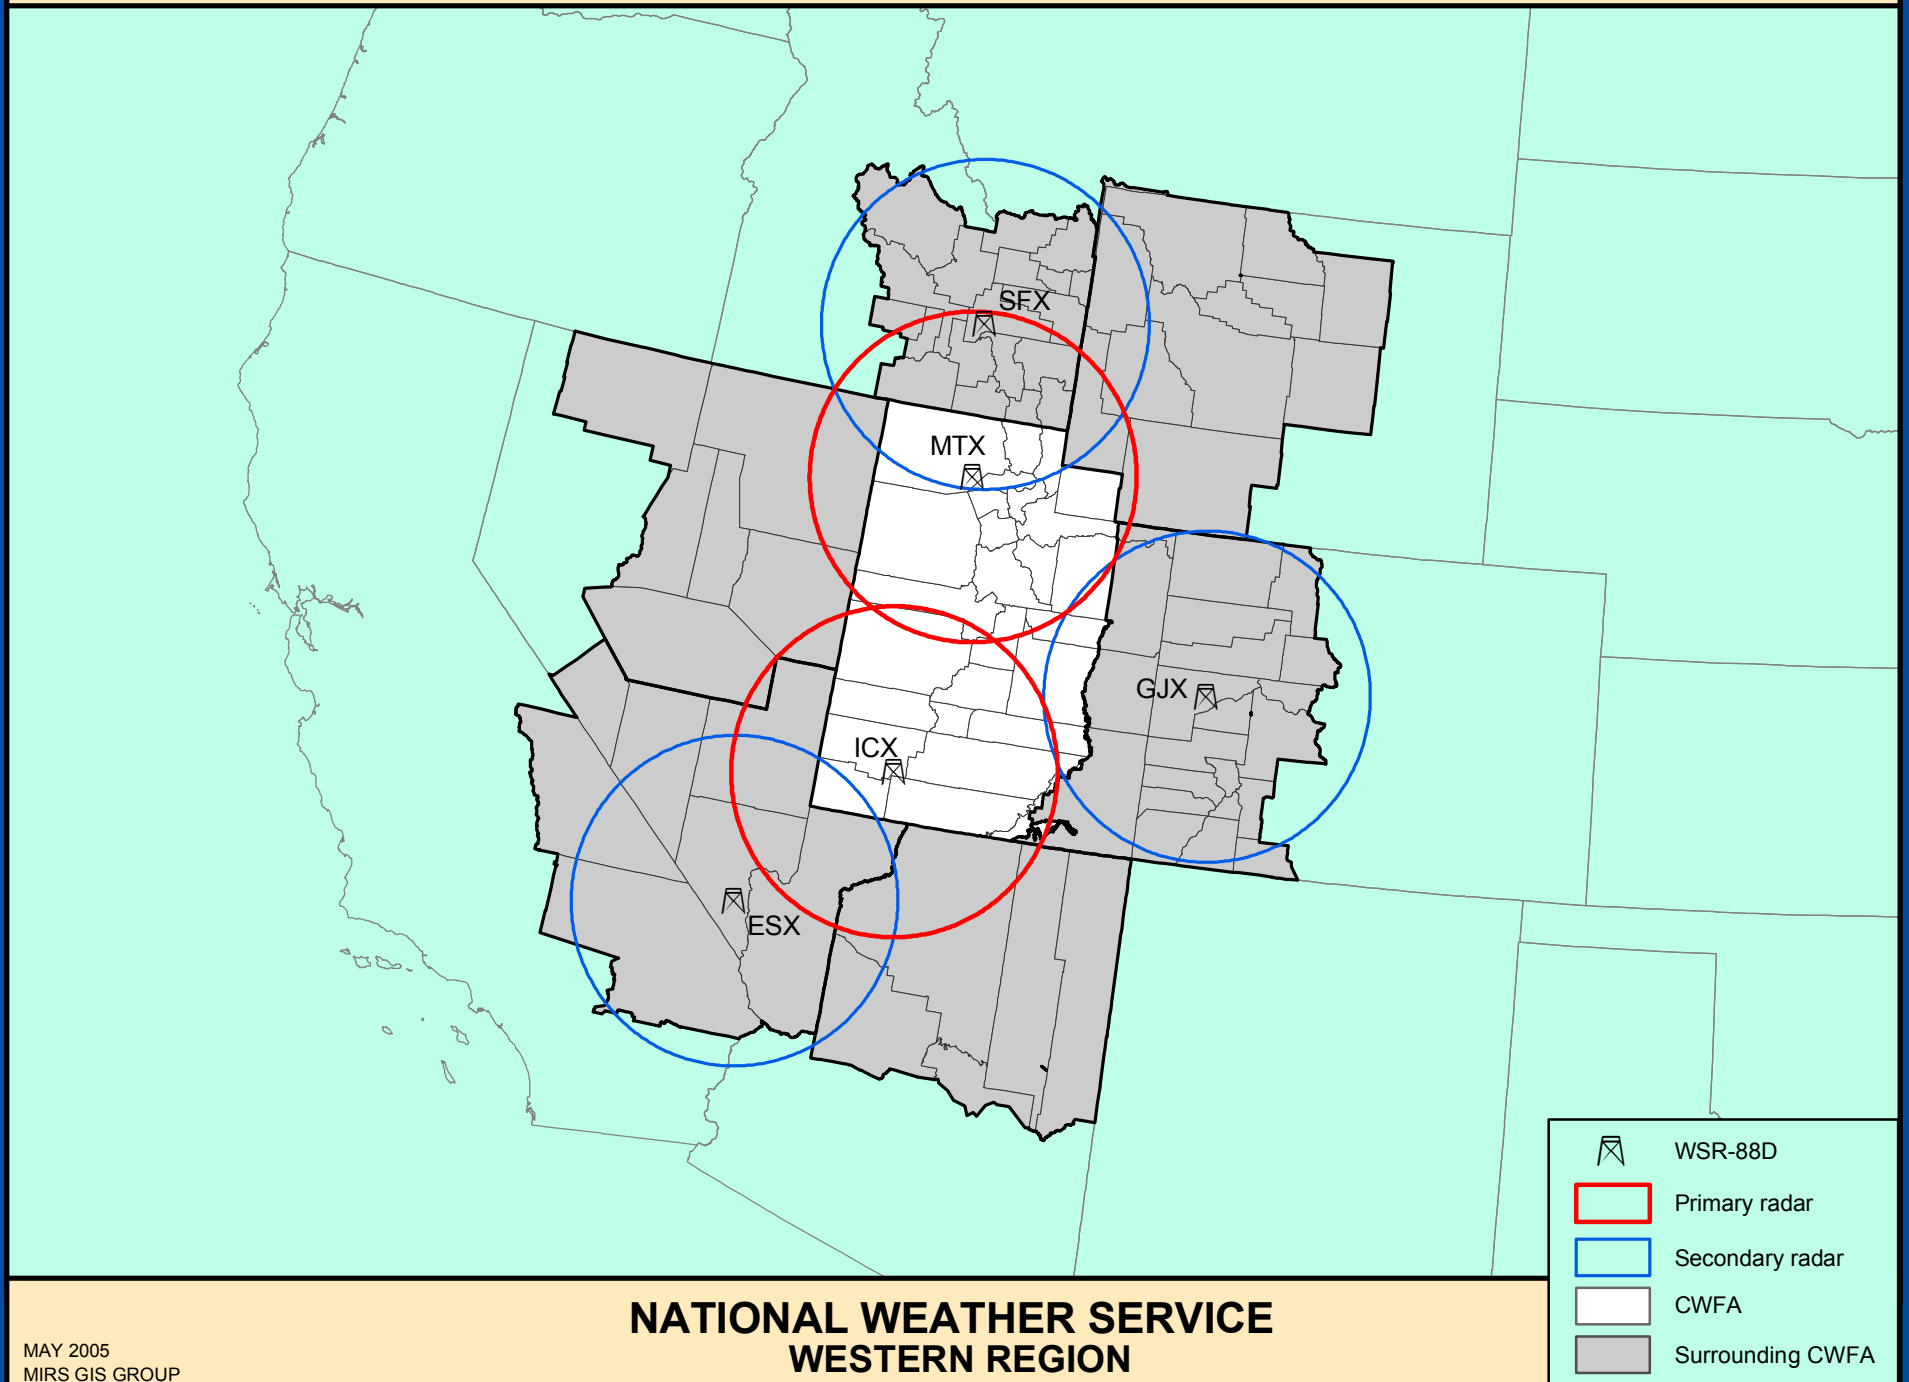 SFX
MTX
GJX
ICX
ESX
WSR-88D
Primary radar
Secondary radar
CWFA
Surrounding CWFA
NATIONAL WEATHER SERVICE
WESTERN REGION
MAY 2005
MIRS GIS GROUP